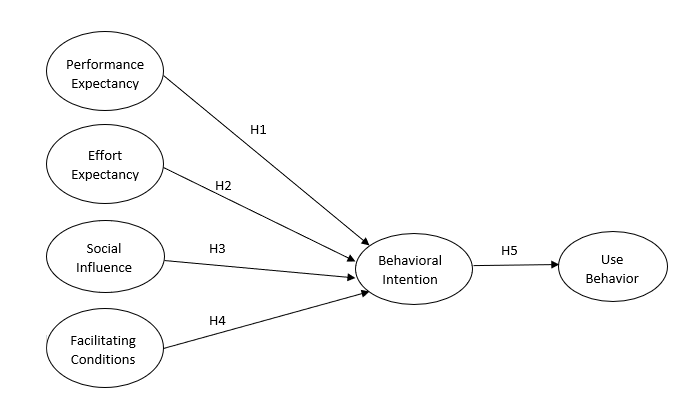 Performance
Expectancy
H1
Effort
Expectancy
H2
Social
Influence
H3
Behavioral
Intention
H5
Use
Behavior
H4
Facilitating
Conditions